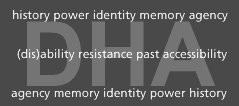 history power identity memory agency
DHA
(dis)ability resistance past accessibility
agency memory identity power history